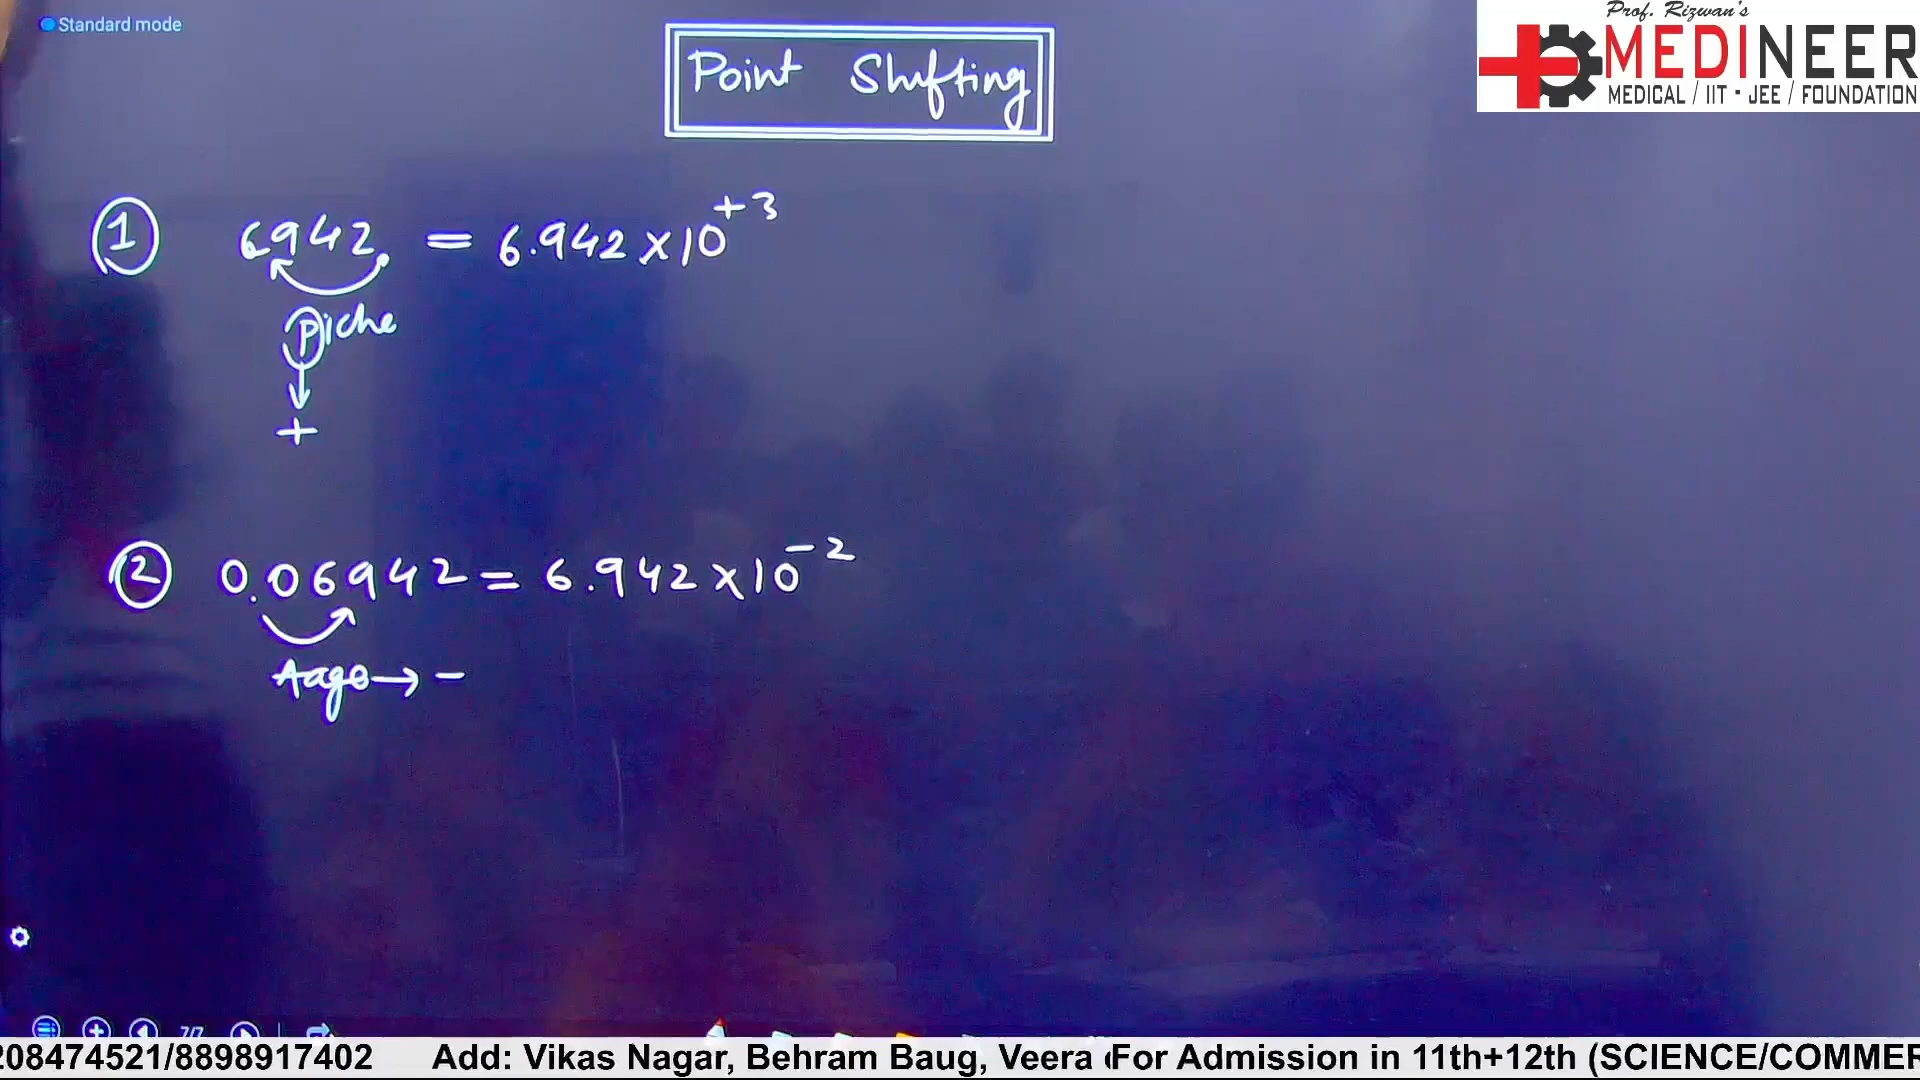 Standard mode
Prof. Rizwan's
MEDINEER
MEDICAL / IIT - JEE / FOUNDATION
Point Shifting
1 6942. = 6.942 × 10⁺³
Piche
+
2 0.06942 = 6.942 × 10⁻²
Aage → -
7/7
208474521/8898917402 Add: Vikas Nagar, Behram Baug, Veera For Admission in 11th+12th (SCIENCE/COMMER